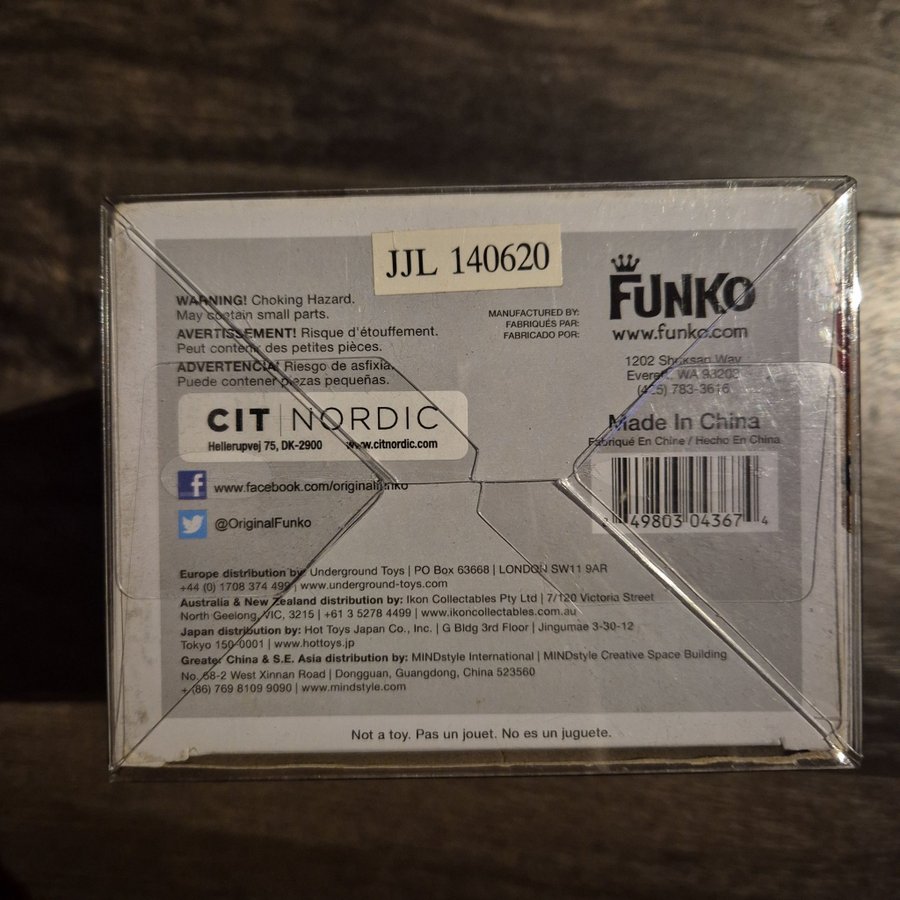 JJL 140620
WARNING! Choking Hazard.
May contain small parts.
AVERTISSEMENT! Risque d'étouffement.
Peut contenir des petites pièces.
ADVERTENCIA! Riesgo de asfixia.
Puede contener piezas pequeñas.
MANUFACTURED BY:
FABRIQUÉS PAR:
FABRICADO POR:
FUNKO
www.funko.com
1202 Shuksan Way
Everett, WA 98203
(425) 783-3616
Made In China
Fabriqué En Chine / Hecho En China
CIT | NORDIC
Hellerupvej 75, DK-2900 www.citnordic.com
f www.facebook.com/originalfunko
@OriginalFunko
49803 04367 4
Europe distribution by: Underground Toys | PO Box 63668 | LONDON SW11 9AR
+44 (0) 1708 374 499 | www.underground-toys.com
Australia & New Zealand distribution by: Ikon Collectables Pty Ltd | 7/120 Victoria Street
North Geelong, VIC, 3215 | +61 3 5278 4499 | www.ikoncollectables.com.au
Japan distribution by: Hot Toys Japan Co., Inc. | G Bldg 3rd Floor | Jingumae 3-30-12
Tokyo 150-0001 | www.hottoys.jp
Greater China & S.E. Asia distribution by: MINDstyle International | MINDstyle Creative Space Building
No. 68-2 West Xinnan Road | Dongguan, Guangdong, China 523560
+ (86) 769 8109 9090 | www.mindstyle.com
Not a toy. Pas un jouet. No es un juguete.